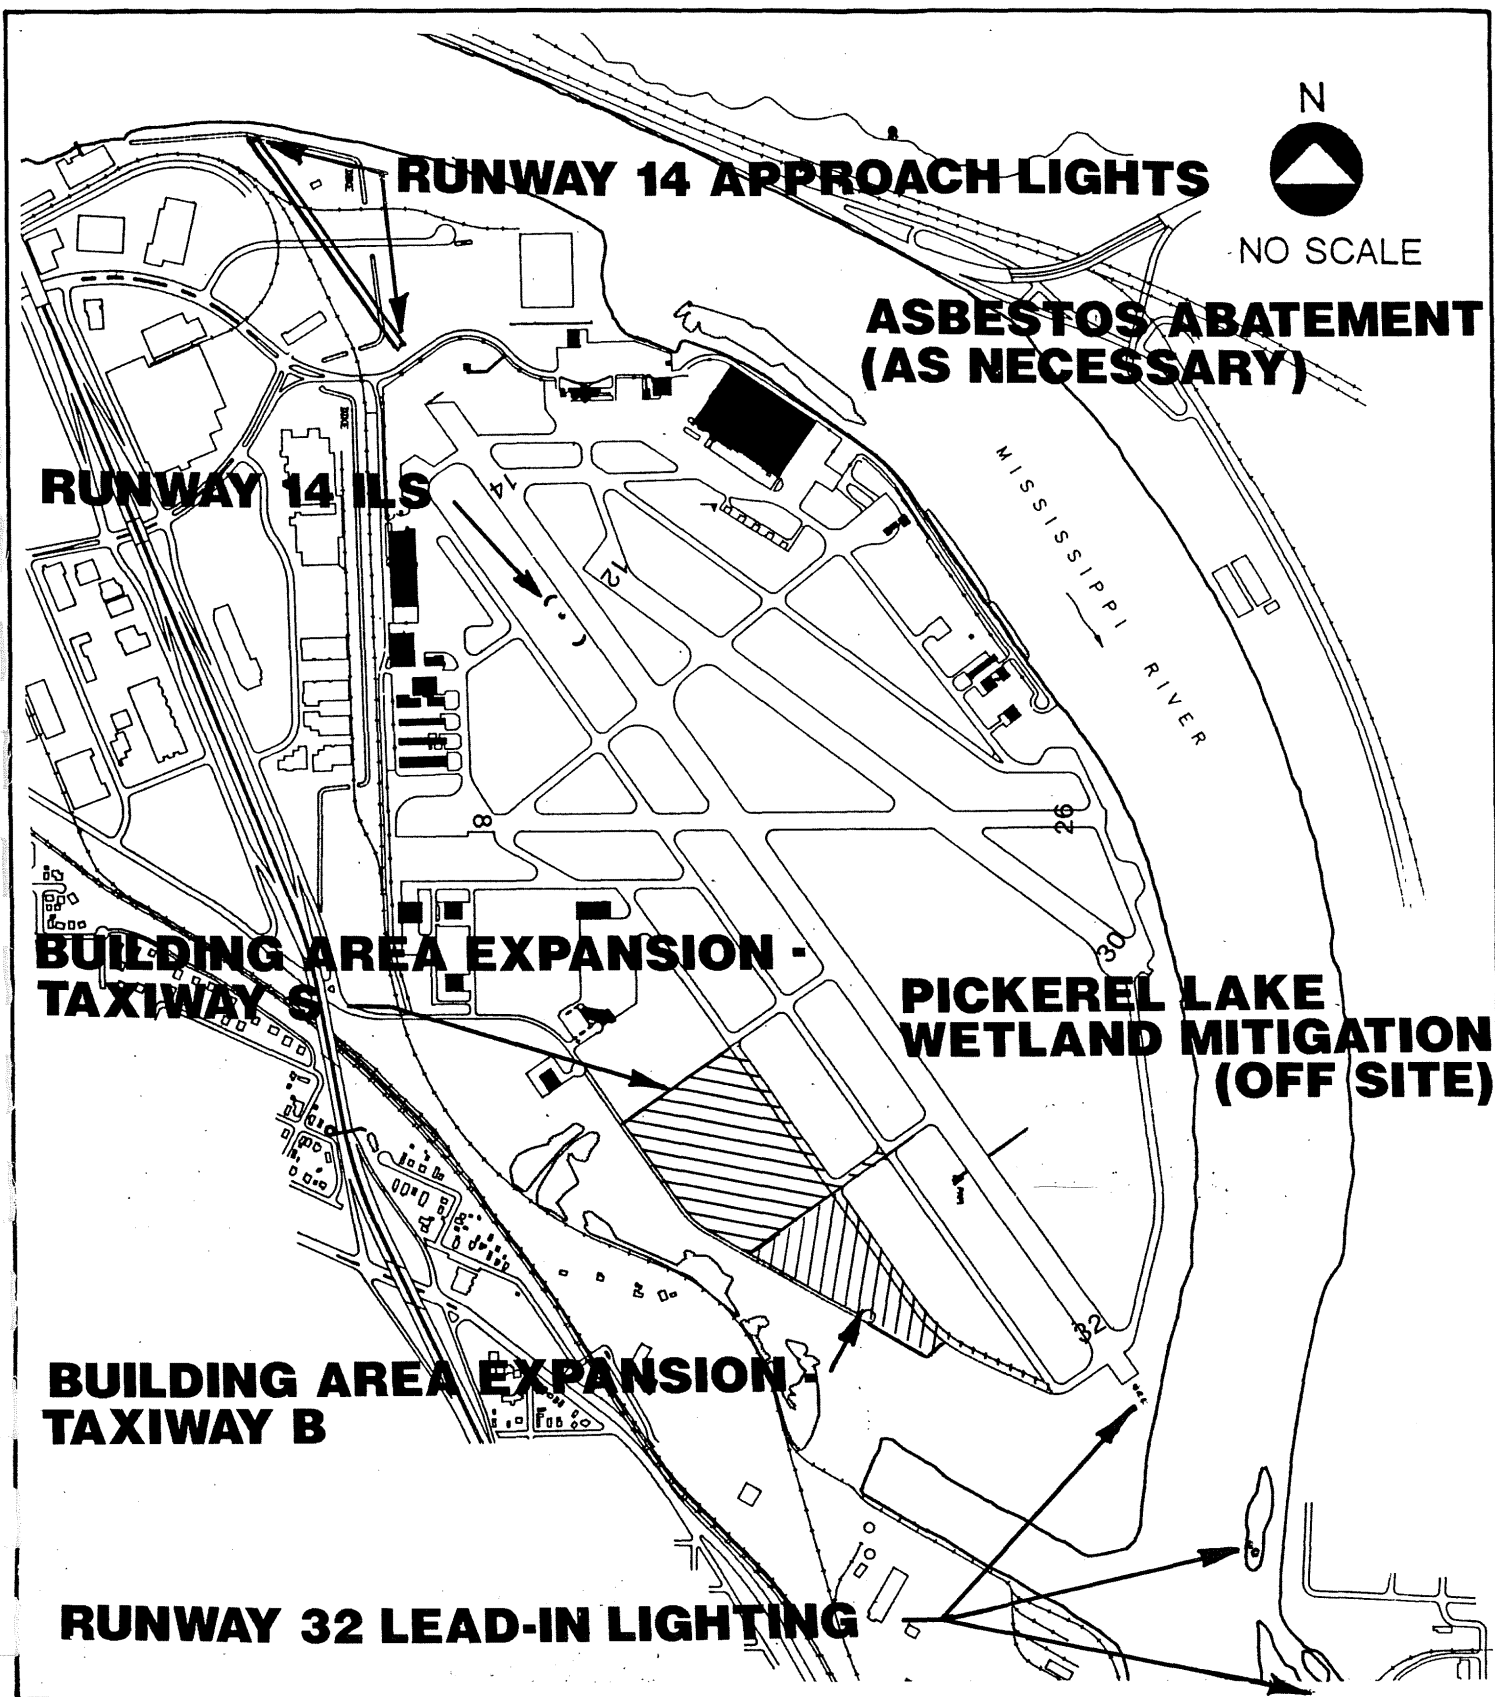 N
RUNWAY 14 APPROACH LIGHTS
NO SCALE
ASBESTOS ABATEMENT
(AS NECESSARY)
MISSISSIPPI RIVER
RUNWAY 14 ILS
14
12
8
26
30
BUILDING AREA EXPANSION -
TAXIWAY S
PICKEREL LAKE
WETLAND MITIGATION
(OFF SITE)
32
BUILDING AREA EXPANSION -
TAXIWAY B
RUNWAY 32 LEAD-IN LIGHTING